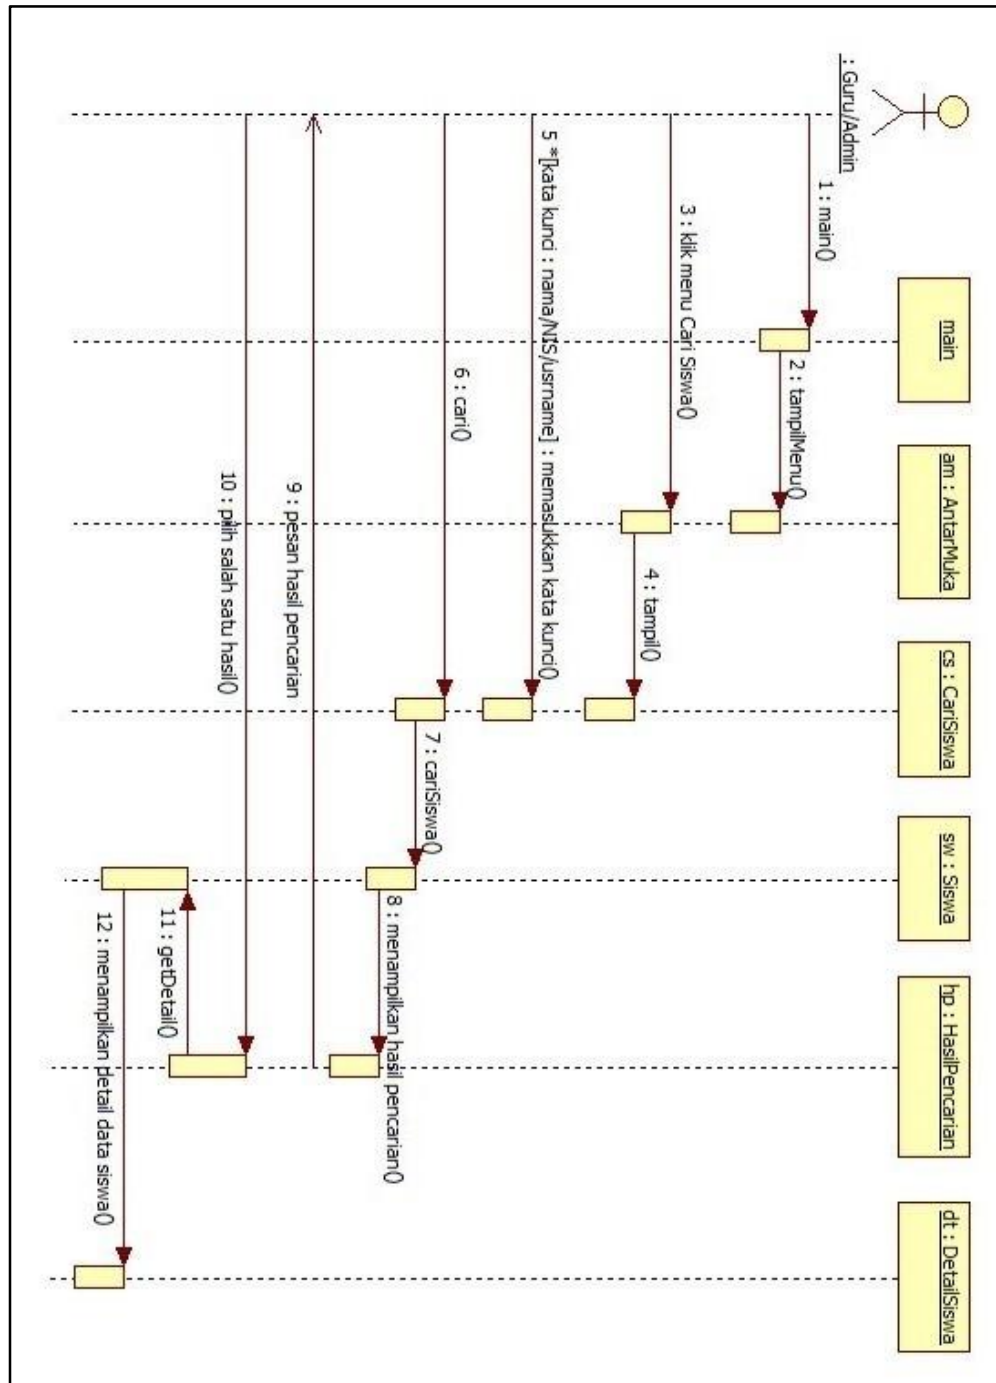 : Guru/Admin
main
am : AntarMuka
cs : CariSiswa
sw : Siswa
hp : HasilPencarian
dt : DetailSiswa
1 : main()
2 : tampilMenu()
3 : klik menu Cari Siswa()
4 : tampil()
5 *[kata kunci : nama/NIS/usrname] : memasukkan kata kunci()
6 : cari()
7 : cariSiswa()
8 : menampilkan hasil pencarian()
9 : pesan hasil pencarian
10 : pilih salah satu hasil()
11 : getDetail()
12 : menampilkan detail data siswa()